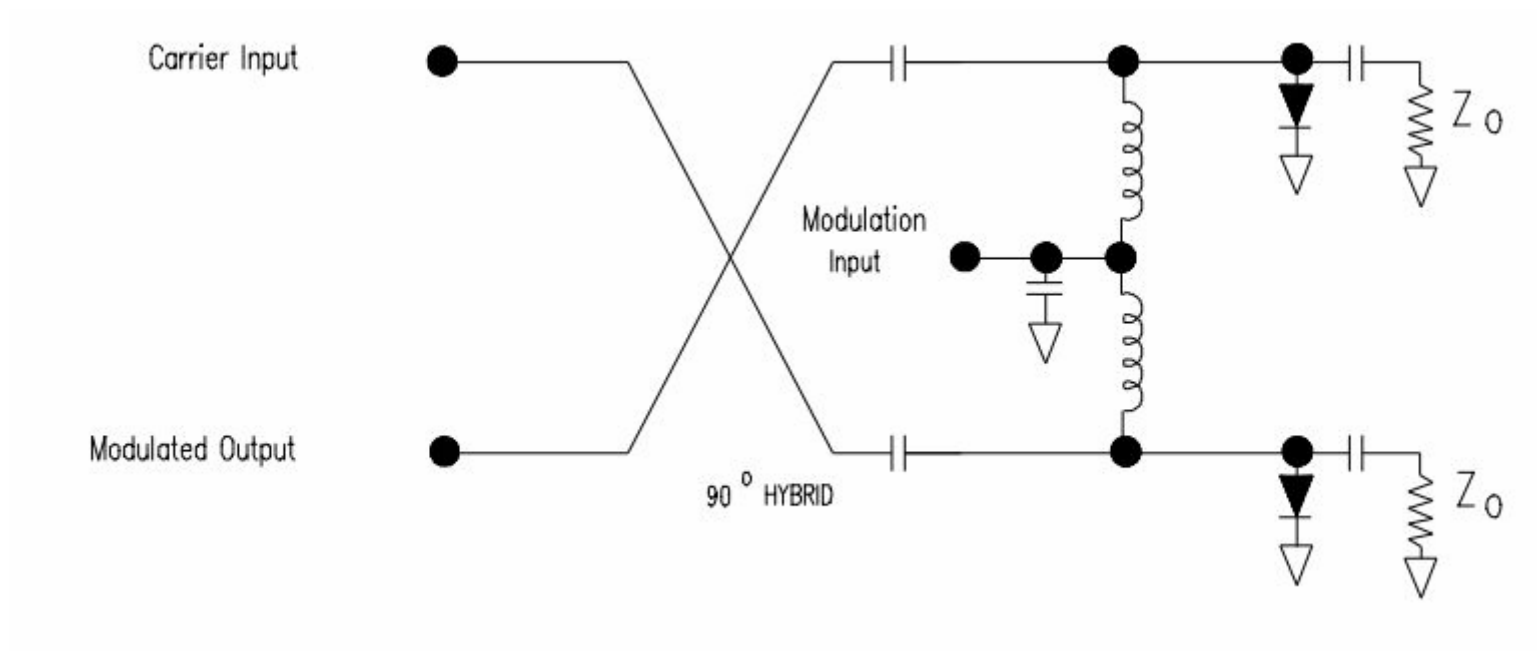 Carrier Input
Z O
Modulation
Input
Modulated Output
90 O HYBRID
Z O